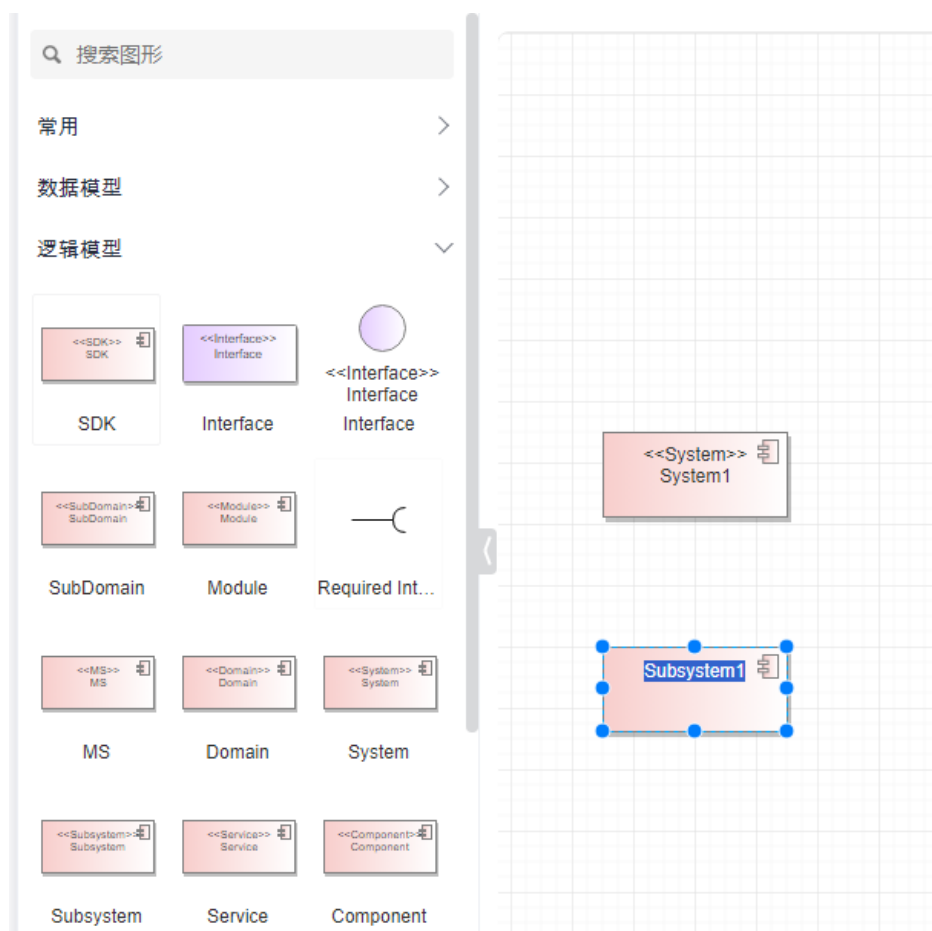 搜索图形
常用
数据模型
逻辑模型
<<SDK>>
SDK
SDK
<<Interface>>
Interface
Interface
<<Interface>>
Interface
Interface
<<SubDomain>>
SubDomain
SubDomain
<<Module>>
Module
Module
Required Int...
<<MS>>
MS
MS
<<Domain>>
Domain
Domain
<<System>>
System
System
<<Subsystem>>
Subsystem
Subsystem
<<Service>>
Service
Service
<<Component>>
Component
Component
<<System>>
System1
Subsystem1